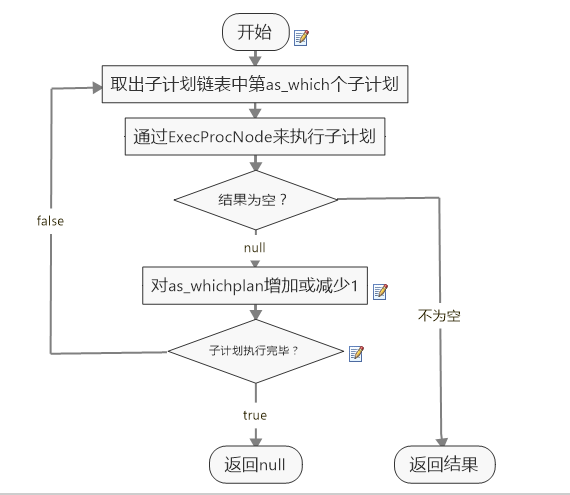 开始
取出子计划链表中第as_which个子计划
通过ExecProcNode来执行子计划
结果为空？
false
null
对as_whichplan增加或减少1
不为空
子计划执行完毕？
true
返回null
返回结果